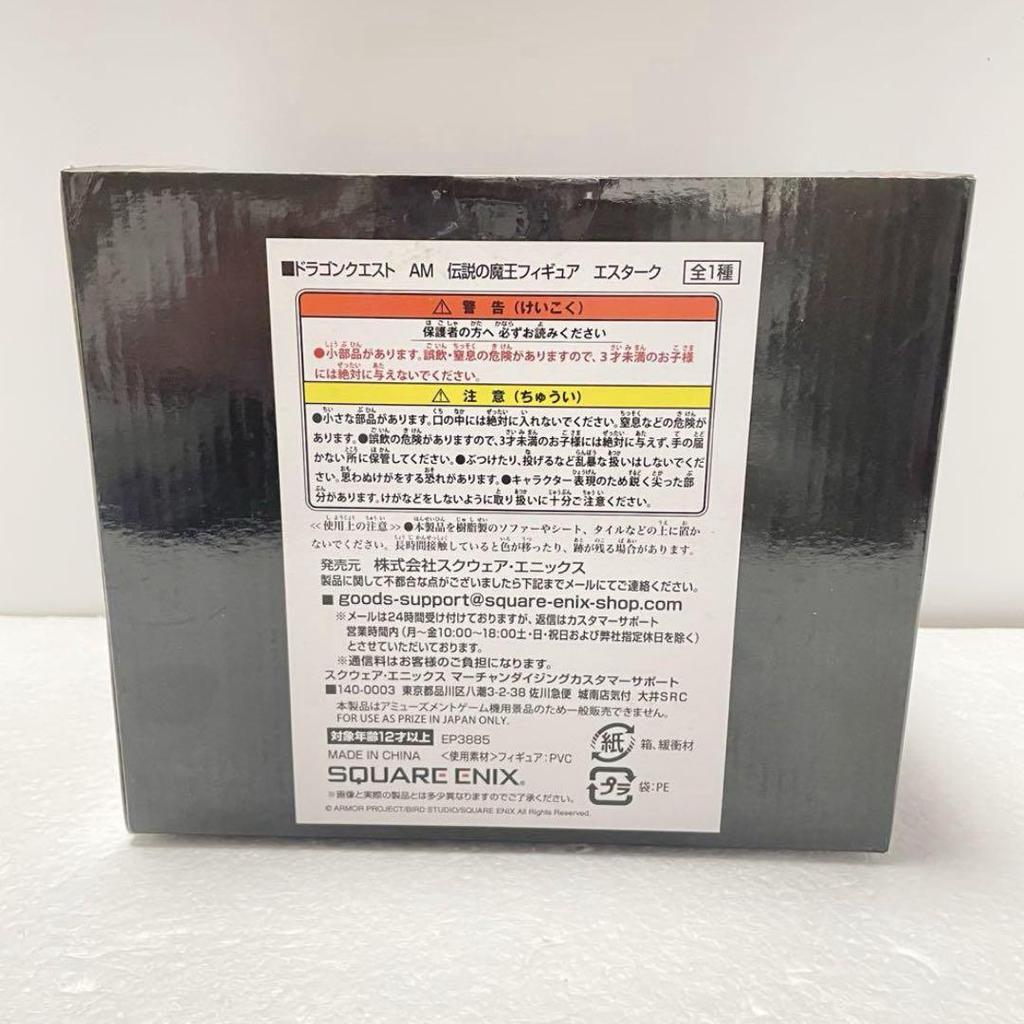 ■ドラゴンクエスト AM 伝説の魔王フィギュア エスターク 全1種
⚠ 警告(けいこく)
保護者の方へ 必ずお読みください
●小部品があります。誤飲・窒息の危険がありますので、3才未満のお子様
には絶対に与えないでください。
⚠ 注意(ちゅうい)
●小さな部品があります。口の中には絶対に入れないでください。窒息などの危険が
あります。●誤飲の危険がありますので、3才未満のお子様には絶対に与えず、手の届
かない所に保管してください。●ぶつけたり、投げるなど乱暴な扱いはしないでくだ
さい。思わぬけがをする恐れがあります。●キャラクター表現のため鋭く尖った部
分があります。けがなどをしないように取り扱いに十分ご注意ください。
≪使用上の注意≫ ●本製品を樹脂製のソファーやシート、タイルなどの上に置か
ないでください。長時間接触していると色が移ったり、跡が残る場合があります。
発売元 株式会社スクウェア・エニックス
製品に関して不都合な点がございましたら下記までメールにてご連絡ください。
■ goods-support@square-enix-shop.com
※メールは24時間受け付けておりますが、返信はカスタマーサポート
営業時間内(月〜金10:00〜18:00土・日・祝日および弊社指定休日を除く)
とさせていただいております。
※通信料はお客様のご負担になります。
スクウェア・エニックス マーチャンダイジングカスタマーサポート
■140-0003 東京都品川区八潮3-2-38 佐川急便 城南店気付 大井SRC
本製品はアミューズメントゲーム機用景品のため一般販売できません。
FOR USE AS PRIZE IN JAPAN ONLY.
対象年齢12才以上 EP3885
紙 箱、緩衝材
MADE IN CHINA <使用素材>フィギュア:PVC
SQUARE ENIX®
プラ 袋:PE
※画像と実際の製品とは多少異なりますのでご了承ください。
© ARMOR PROJECT/BIRD STUDIO/SQUARE ENIX All Rights Reserved.